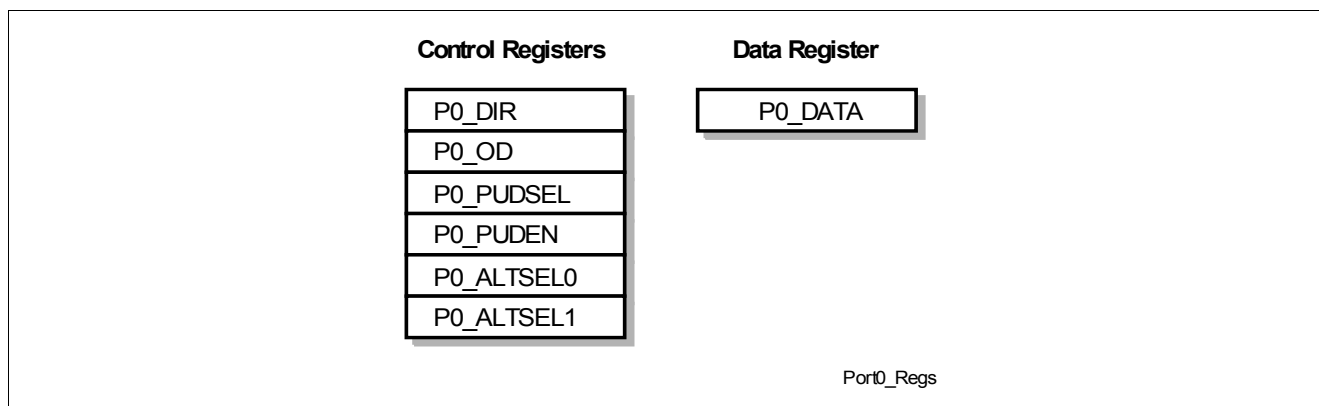 Control Registers
Data Register
P0_DIR
P0_DATA
P0_OD
P0_PUDSEL
P0_PUDEN
P0_ALTSEL0
P0_ALTSEL1
Port0_Regs